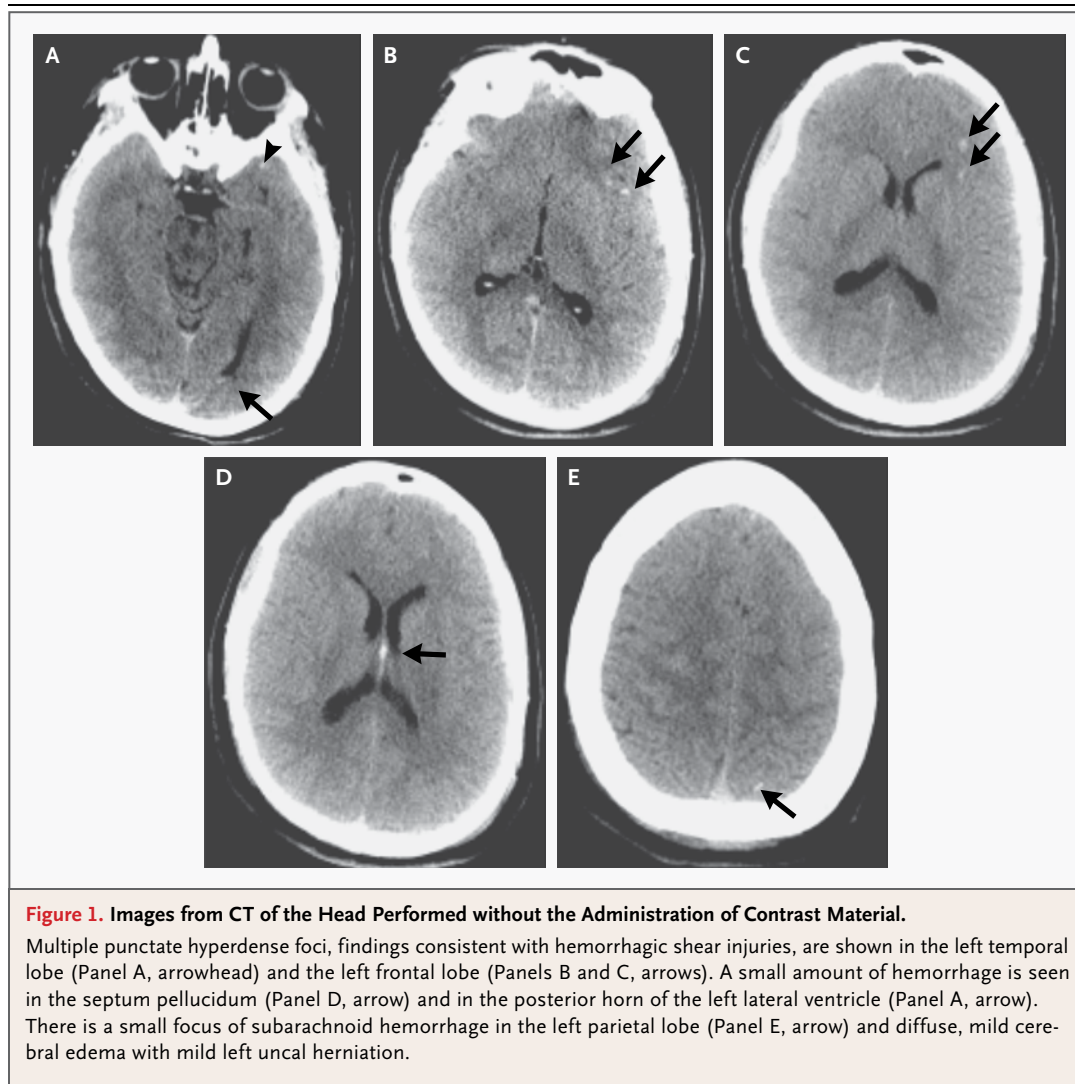 A
B
C
D
E
Figure 1. Images from CT of the Head Performed without the Administration of Contrast Material.
Multiple punctate hyperdense foci, findings consistent with hemorrhagic shear injuries, are shown in the left temporal
lobe (Panel A, arrowhead) and the left frontal lobe (Panels B and C, arrows). A small amount of hemorrhage is seen
in the septum pellucidum (Panel D, arrow) and in the posterior horn of the left lateral ventricle (Panel A, arrow).
There is a small focus of subarachnoid hemorrhage in the left parietal lobe (Panel E, arrow) and diffuse, mild cere-
bral edema with mild left uncal herniation.